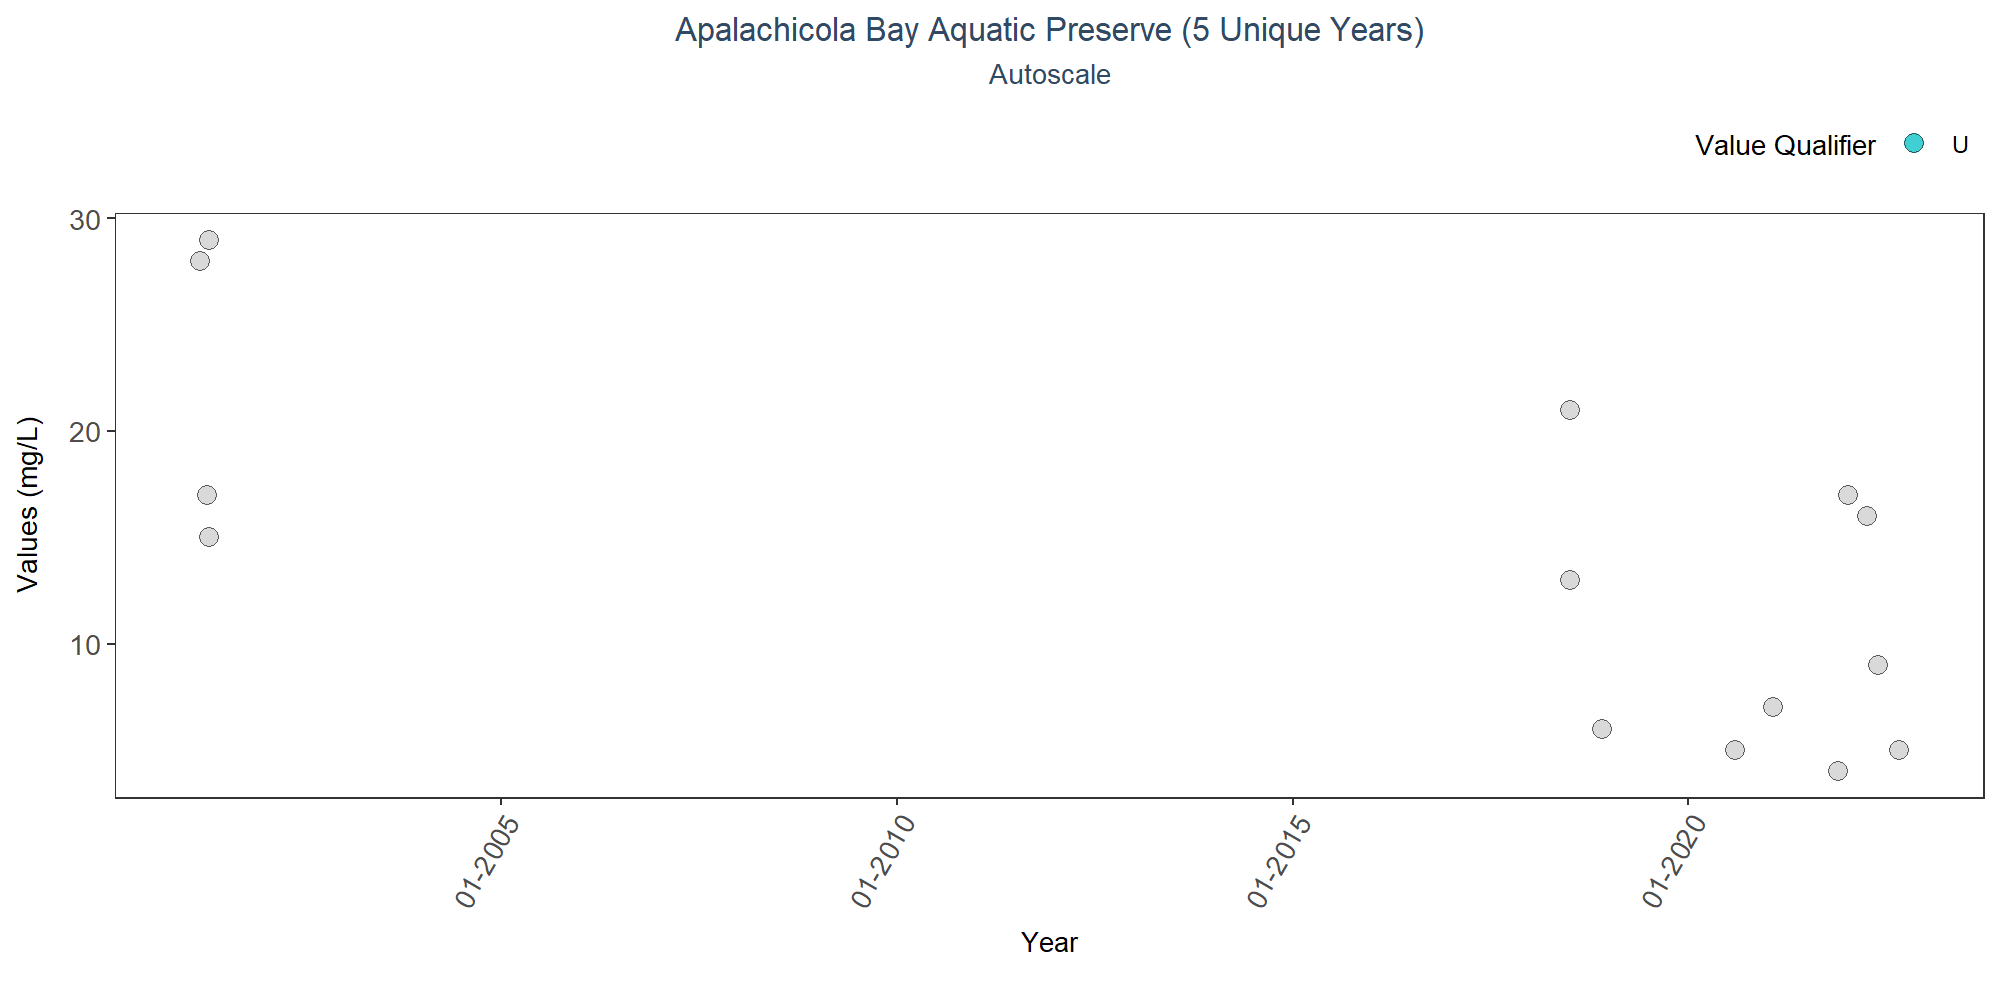 Apalachicola Bay Aquatic Preserve (5 Unique Years)
Autoscale
Value Qualifier U
30
20
10
Values (mg/L)
01-2005
01-2010
01-2015
01-2020
Year